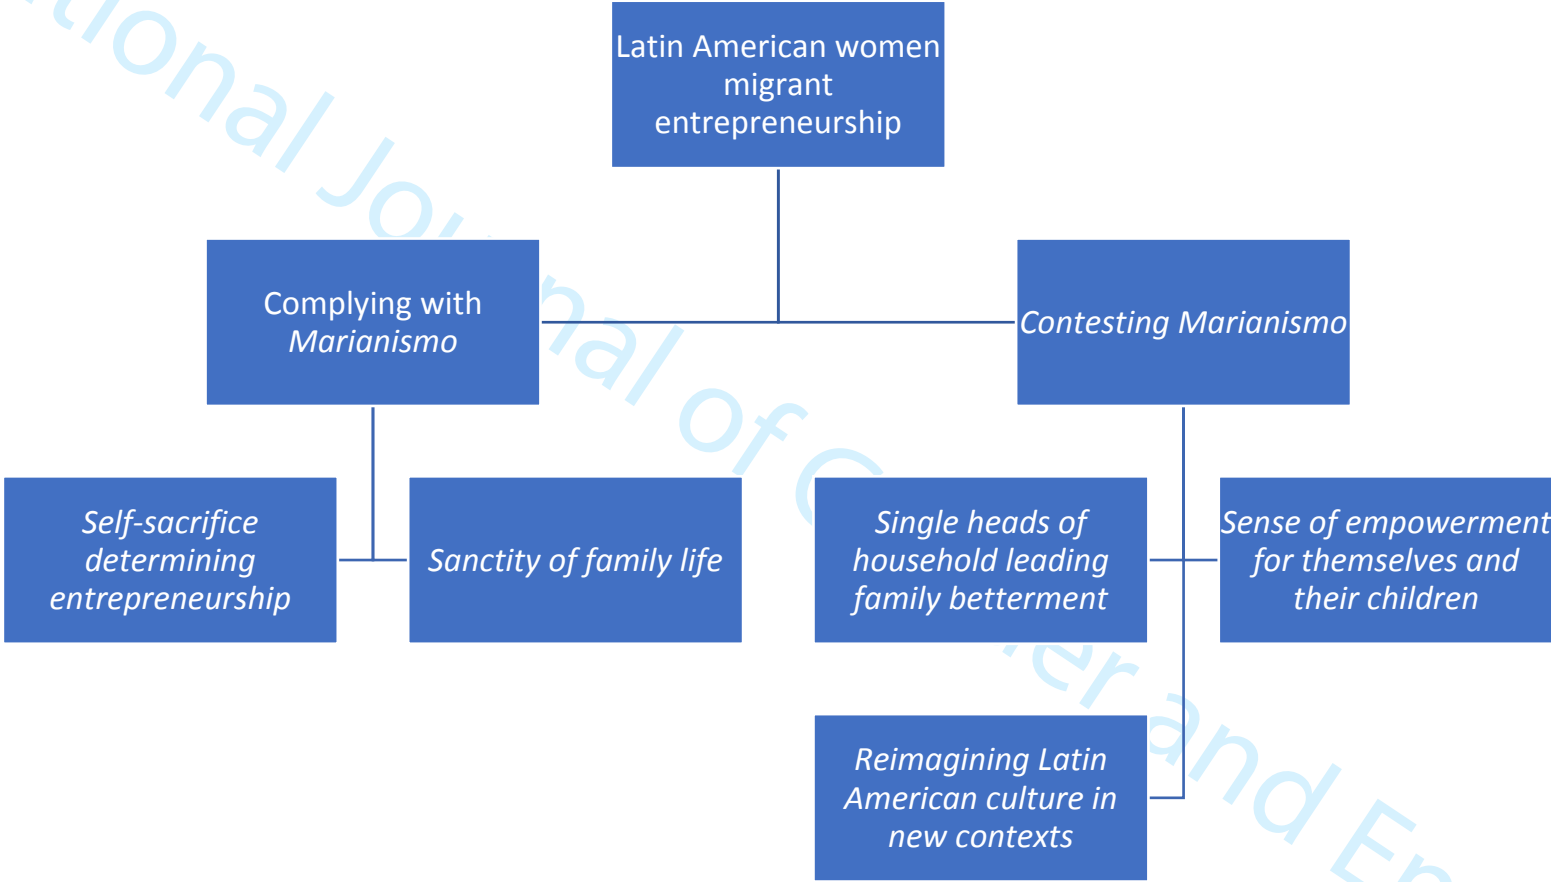 Latin American women
migrant
entrepreneurship
Complying with
Marianismo
Contesting Marianismo
Self-sacrifice
determining
entrepreneurship
Sanctity of family life
Single heads of
household leading
family betterment
Sense of empowerment
for themselves and
their children
Reimagining Latin
American culture in
new contexts